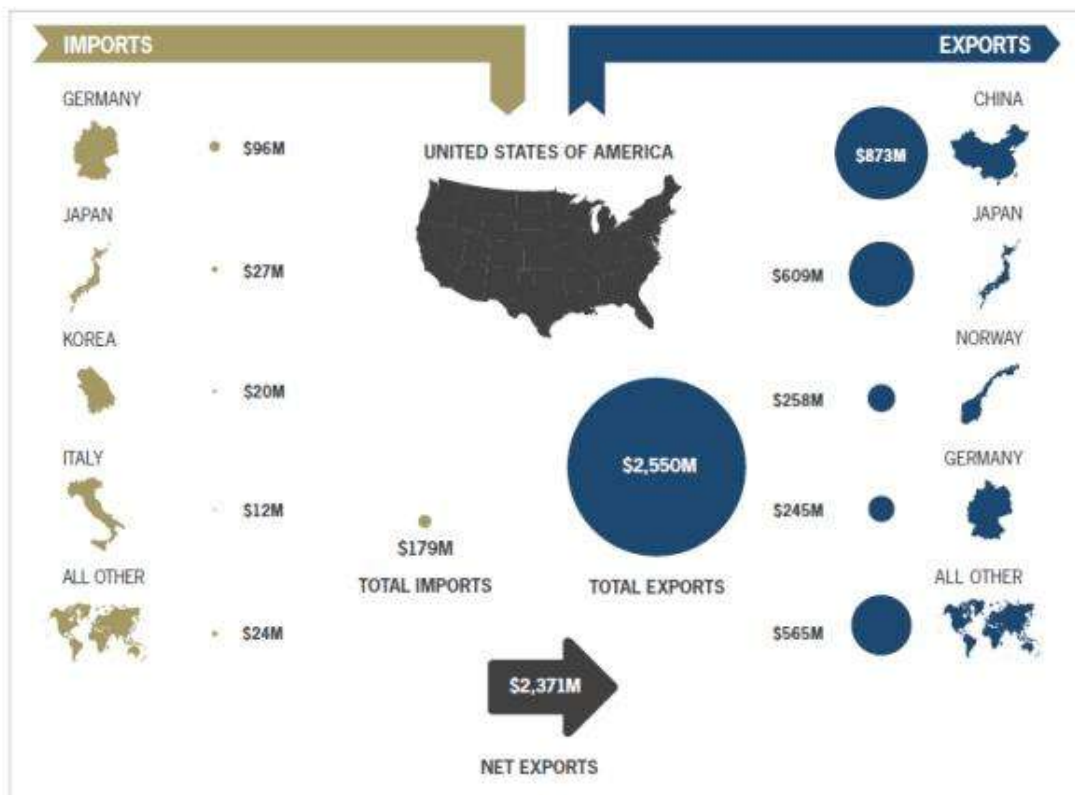 IMPORTS
EXPORTS
GERMANY
$96M
JAPAN
$27M
KOREA
$20M
ITALY
$12M
ALL OTHER
$24M
UNITED STATES OF AMERICA
$179M
TOTAL IMPORTS
$2,550M
TOTAL EXPORTS
$2,371M
NET EXPORTS
CHINA
$873M
JAPAN
$609M
NORWAY
$258M
GERMANY
$245M
ALL OTHER
$565M